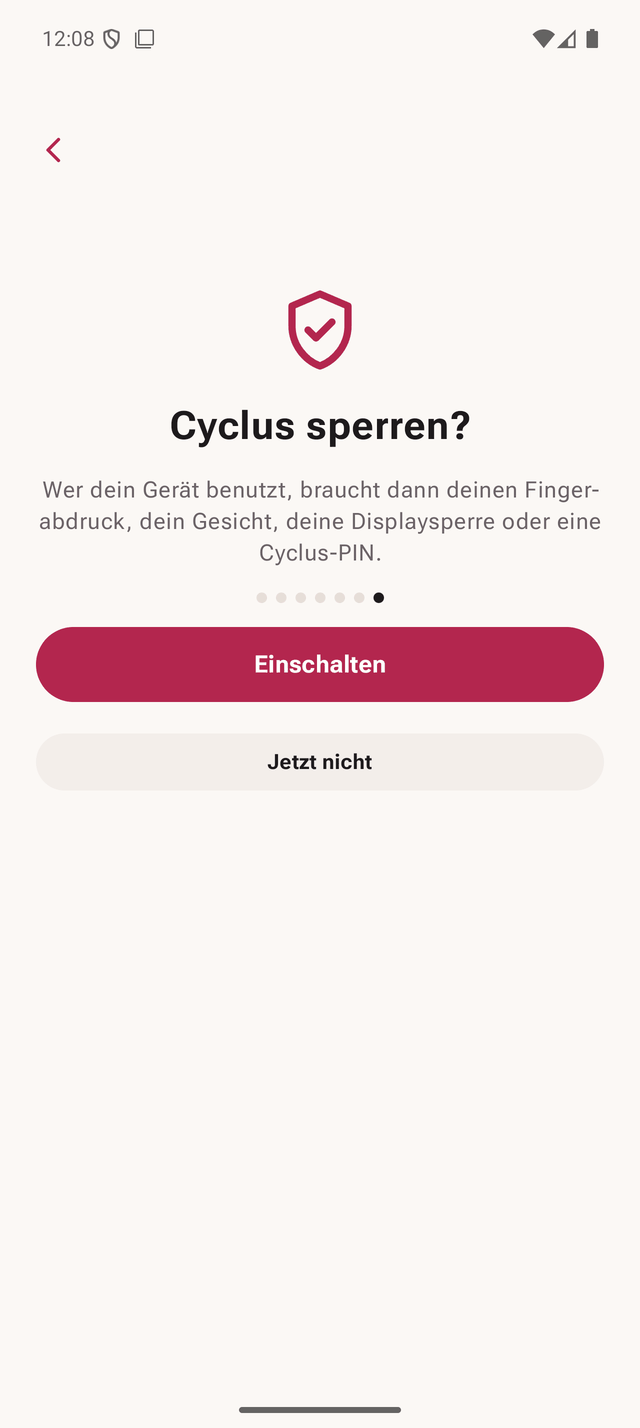 12:08
Cyclus sperren?
Wer dein Gerät benutzt, braucht dann deinen Finger-
abdruck, dein Gesicht, deine Displaysperre oder eine
Cyclus-PIN.
Einschalten
Jetzt nicht